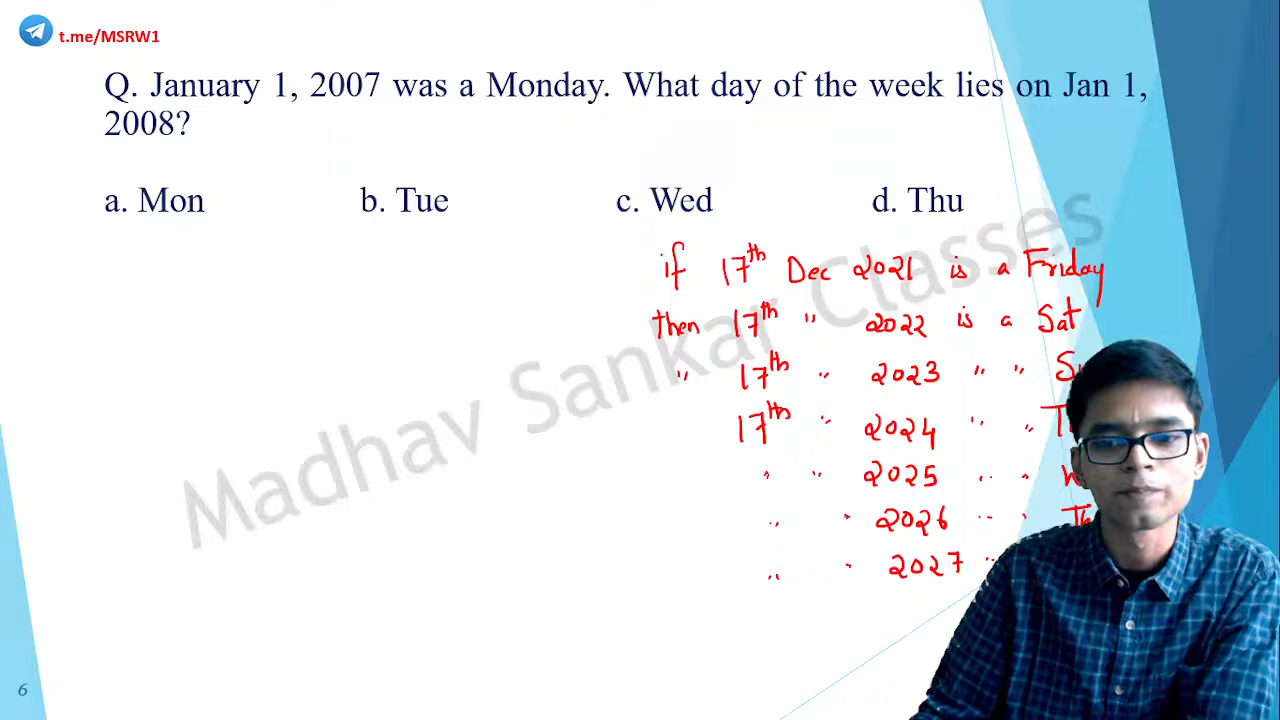 t.me/MSRW1
Q. January 1, 2007 was a Monday. What day of the week lies on Jan 1,
2008?
a. Mon b. Tue c. Wed d. Thu
if 17th Dec 2021 is a Friday
then 17th " 2022 is a Sat
" 17th " 2023 " "
17th " 2024 " "
" " 2025 " "
" " 2026 " "
" " 2027 "
Madhav Sankar Classes
6